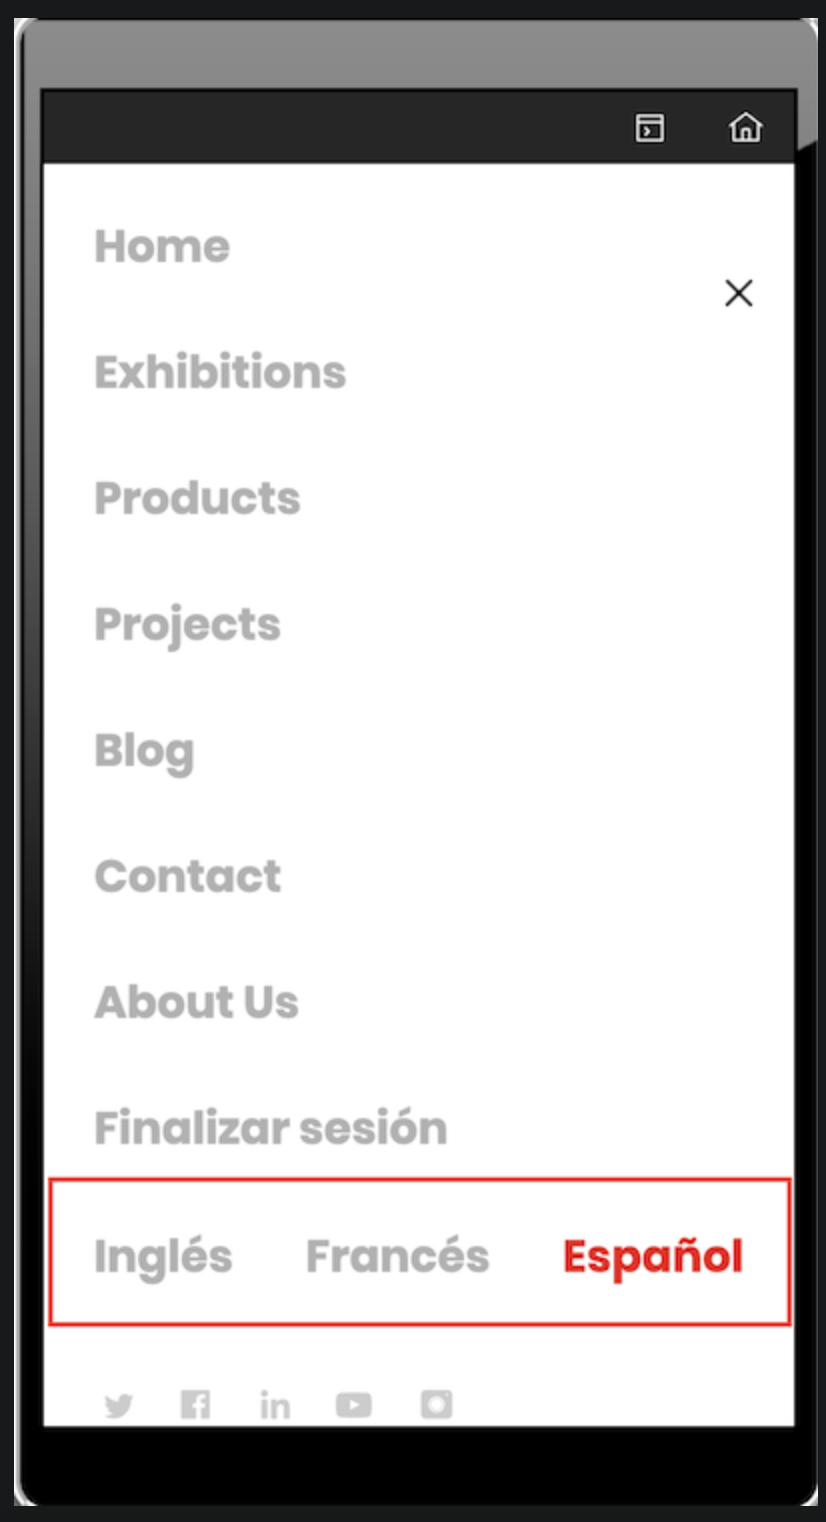 Home
Exhibitions
Products
Projects
Blog
Contact
About Us
Finalizar sesión
Inglés Francés Español